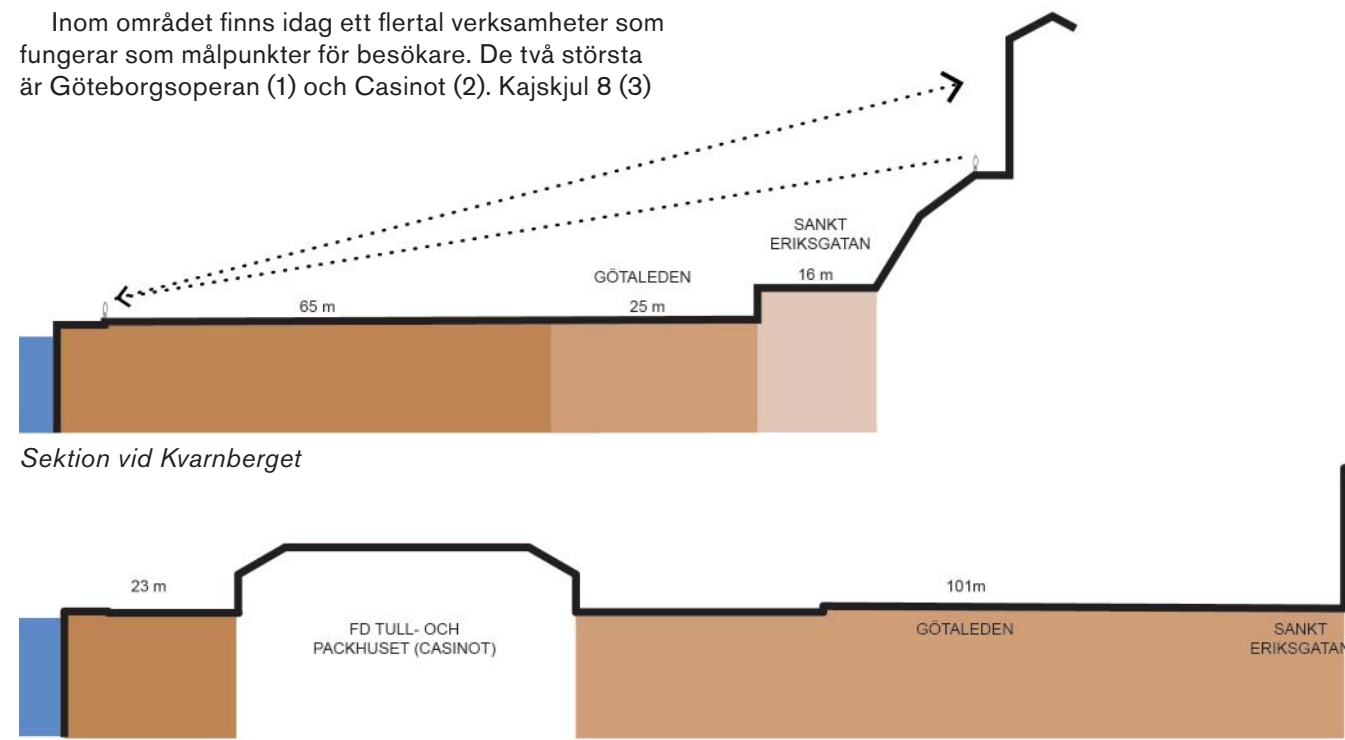 Inom området finns idag ett flertal verksamheter som
fungerar som målpunkter för besökare. De två största
är Göteborgsoperan (1) och Casinot (2). Kajskjul 8 (3)
SANKT
ERIKSGATAN
16 m
GÖTALEDEN
65 m
25 m
Sektion vid Kvarnberget
23 m
101m
FD TULL- OCH
PACKHUSET (CASINOT)
GÖTALEDEN
SANKT
ERIKSGATAN